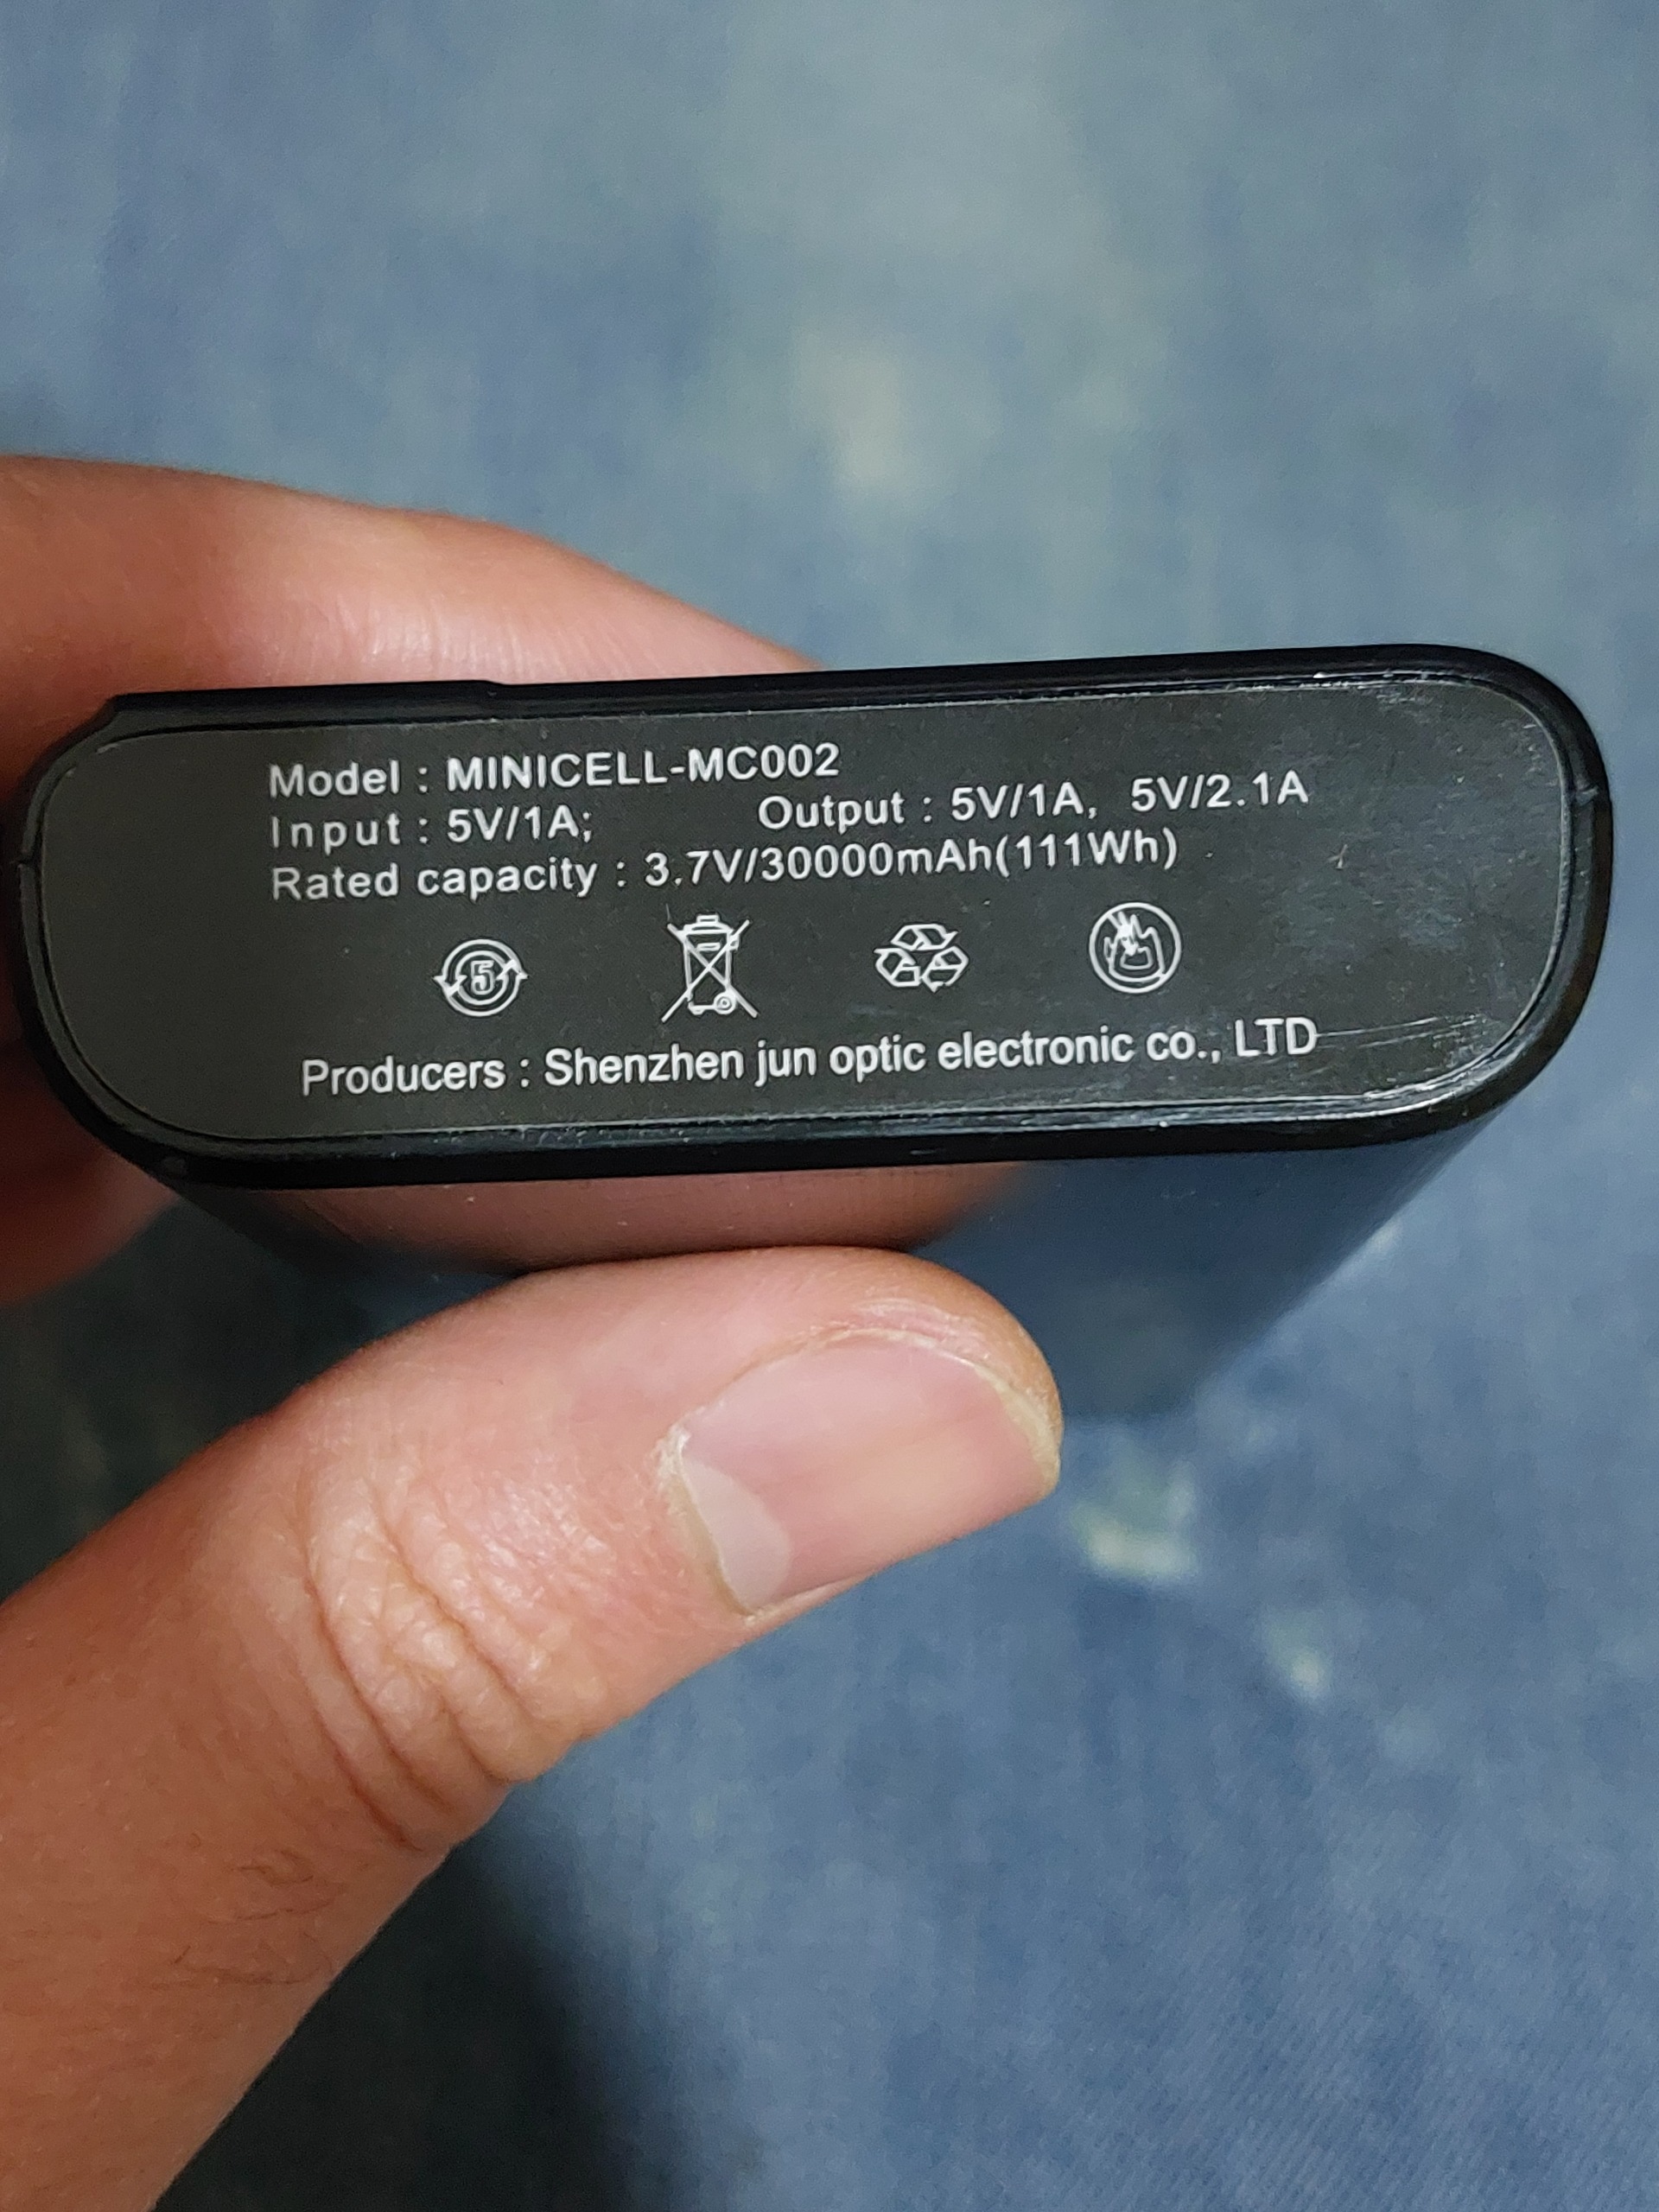 Model : MINICELL-MC002
Input : 5V/1A; Output : 5V/1A, 5V/2.1A
Rated capacity : 3.7V/30000mAh(111Wh)
5
Producers : Shenzhen jun optic electronic co., LTD